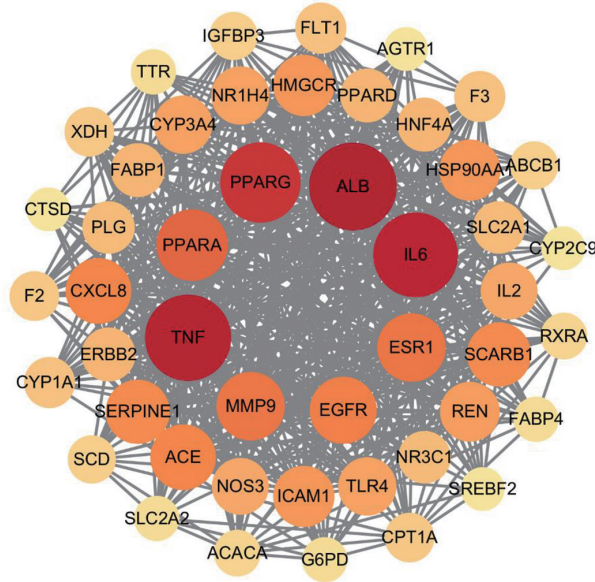 FLT1
IGFBP3
AGTR1
TTR
HMGCR
NR1H4
PPARD
F3
CYP3A4
HNF4A
XDH
FABP1
HSP90AA1
ABCB1
PPARG
ALB
CTSD
PLG
SLC2A1
CYP2C9
PPARA
IL6
F2
CXCL8
IL2
TNF
RXRA
ERBB2
ESR1
SCARB1
CYP1A1
SERPINE1
MMP9
EGFR
REN
FABP4
SCD
ACE
NR3C1
NOS3
ICAM1
TLR4
SREBF2
SLC2A2
ACACA
G6PD
CPT1A